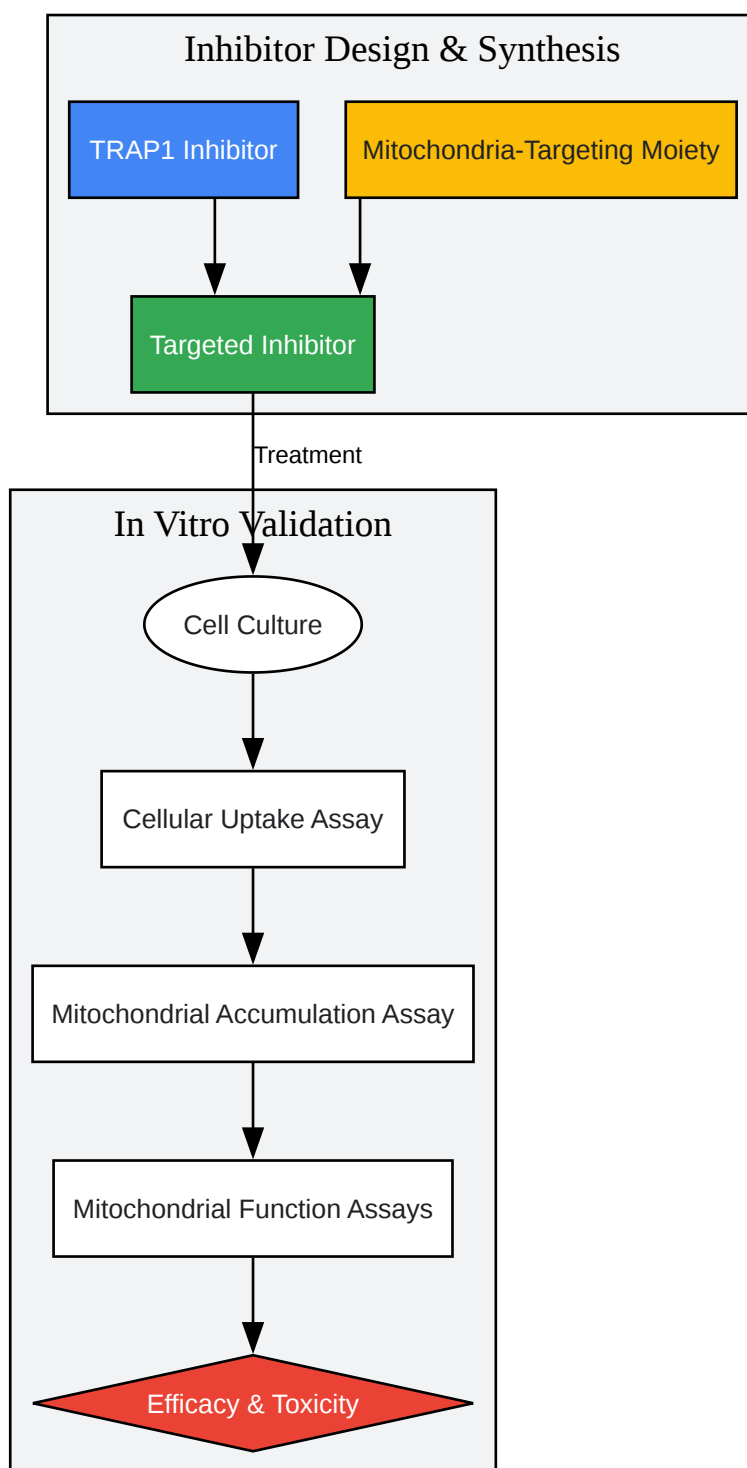 Inhibitor Design & Synthesis
TRAP1 Inhibitor
Mitochondria-Targeting Moiety
Targeted Inhibitor
Treatment
In Vitro Validation
Cell Culture
Cellular Uptake Assay
Mitochondrial Accumulation Assay
Mitochondrial Function Assays
Efficacy & Toxicity